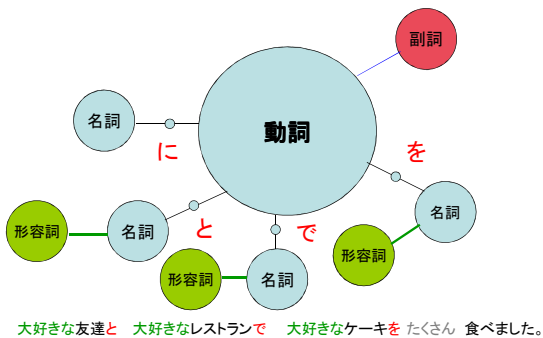 副詞
動詞
名詞
に
を
形容詞
名詞
と
で
名詞
形容詞
名詞
形容詞
大好きな友達と 大好きなレストランで 大好きなケーキを たくさん 食べました。